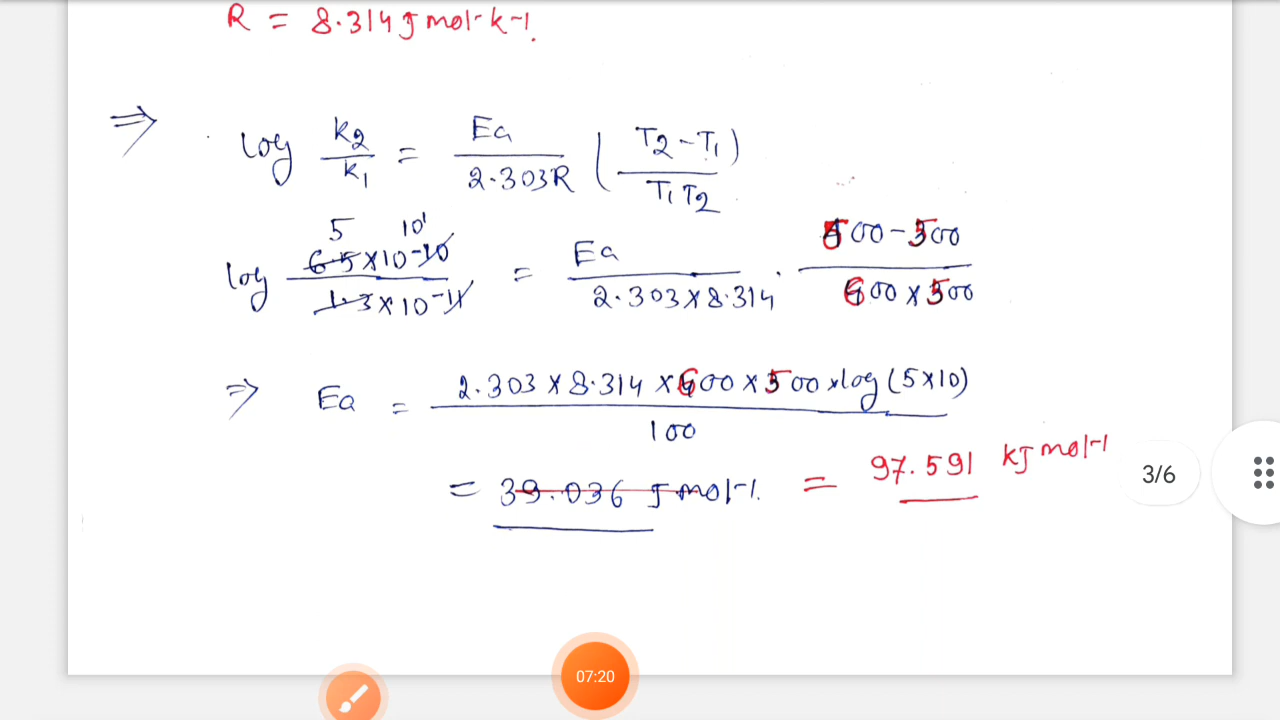 R = 8.314 J mol-k-1.
⇒ log K2/K1 = Ea/2.303R (T2-T1)/T1T2
5 10¹
log 6.5×10-10/1.3×10-11 = Ea/2.303×8.314 . 600-500/600×500
⇒ Ea = 2.303×8.314×600×500×log(5×10)/100
= 39.036 J mol-1. = 97.591 kJ mol-1
3/6
07:20